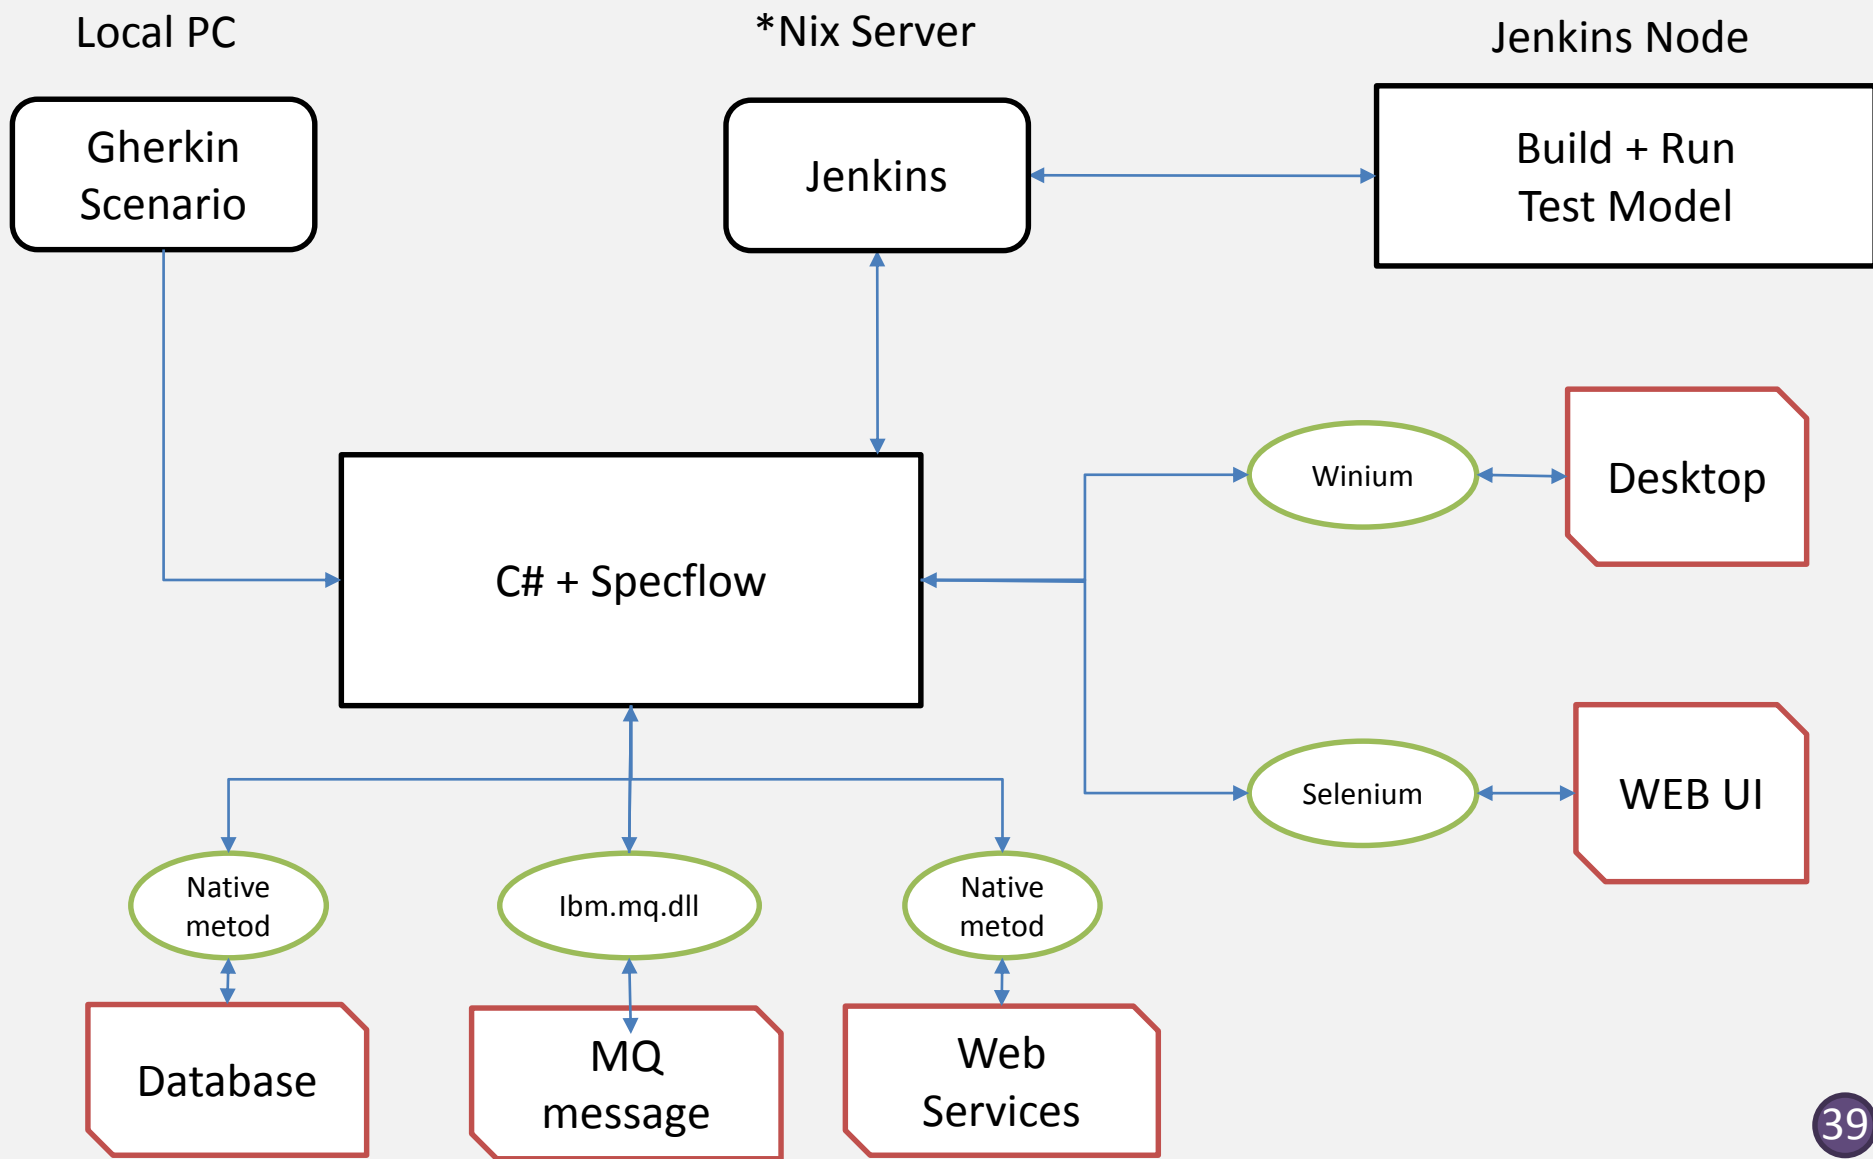 Local PC
*Nix Server
Jenkins Node
Gherkin
Scenario
Jenkins
Build + Run
Test Model
C# + Specflow
Winium
Desktop
Selenium
WEB UI
Native
metod
Ibm.mq.dll
Native
metod
Database
MQ
message
Web
Services
39